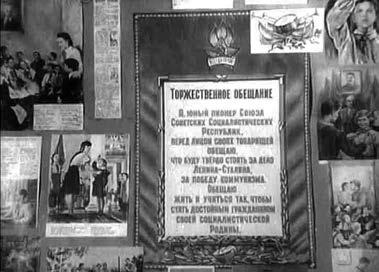 Торжественное обещание
Я, юный пионер Союза
Советских Социалистических
Республик,
перед лицом своих товарищей
обещаю,
что буду твёрдо стоять за дело
Ленина-Сталина,
за победу коммунизма.
Обещаю
жить и учиться так, чтобы
стать достойным гражданином
своей социалистической
Родины.